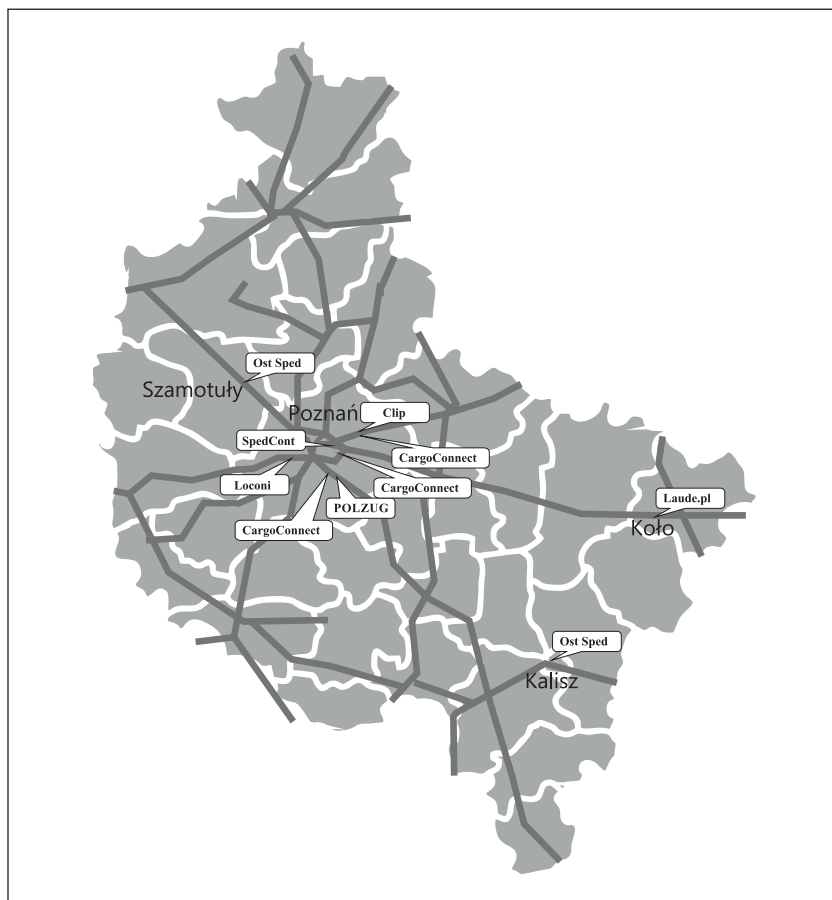 Ost Sped
Szamotuły
Poznań
Clip
SpedCont
CargoConnect
Loconi
CargoConnect
Laude.pl
POLZUG
Koło
CargoConnect
Ost Sped
Kalisz